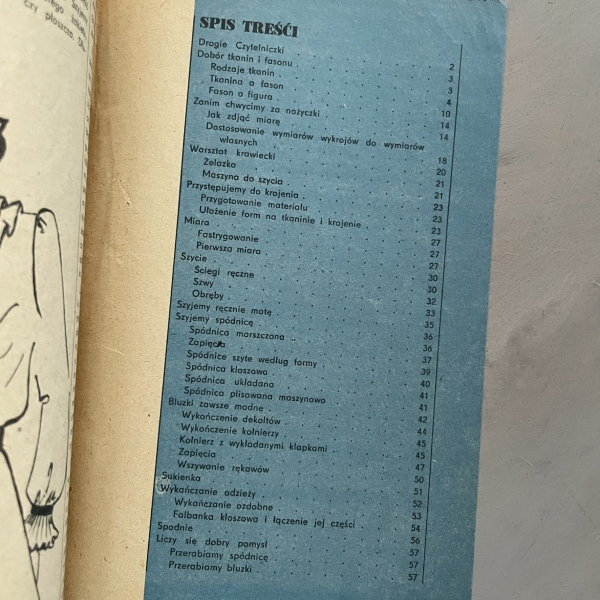 Sięgamy
czy płaszcza. Dłu
SPIS TREŚCI
Drogie Czytelniczki 2
Dobór tkanin i fasonu 3
Rodzaje tkanin 3
Tkanina a fason 4
Fason a figura 10
Zanim chwycimy za nożyczki 14
Jak zdjąć miarę 14
Dostosowanie wymiarów wykrojów do wymiarów
własnych 18
Warsztat krawiecki 20
Żelazko 21
Maszyna do szycia 21
Przystępujemy do krojenia 23
Przygotowanie materiału 23
Ułożenie form na tkaninie i krojenie 23
Miara 27
Fastrygowanie 27
Pierwsza miara 27
Szycie 30
Ściegi ręczne 30
Szwy 32
Obręby 33
Szyjemy ręcznie matę 35
Szyjemy spódnicę 36
Spódnica marszczona 36
Zapięcia 37
Spódnice szyte według formy 39
Spódnica kloszowa 40
Spódnica układana 41
Spódnica plisowana maszynowo 41
Bluzki zawsze modne 42
Wykończenie dekoltów 44
Wykończenie kołnierzy 45
Kołnierz z wykładanymi klapkami 45
Zapięcia 47
Wszywanie rękawów 50
Sukienka 51
Wykańczanie odzieży 52
Wykańczanie ozdobne 53
Falbanka kloszowa i łączenie jej części 54
Spodnie 56
Liczy się dobry pomysł 57
Przerabiamy spódnicę 57
Przerabiamy bluzki 57